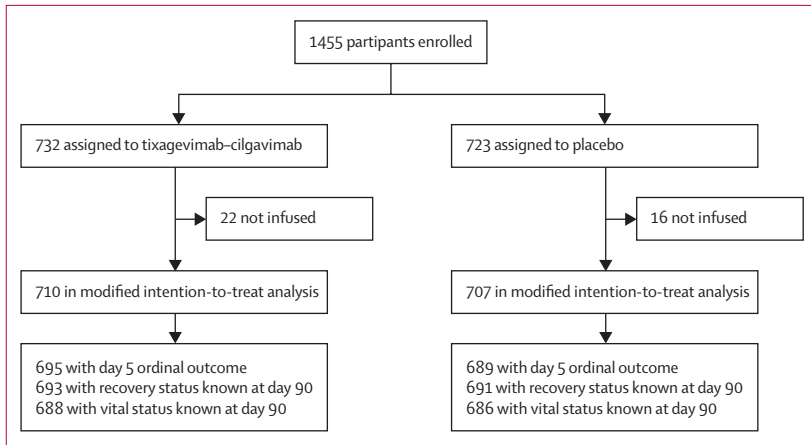 1455 partipants enrolled
732 assigned to tixagevimab–cilgavimab
723 assigned to placebo
22 not infused
16 not infused
710 in modified intention-to-treat analysis
707 in modified intention-to-treat analysis
695 with day 5 ordinal outcome
693 with recovery status known at day 90
688 with vital status known at day 90
689 with day 5 ordinal outcome
691 with recovery status known at day 90
686 with vital status known at day 90